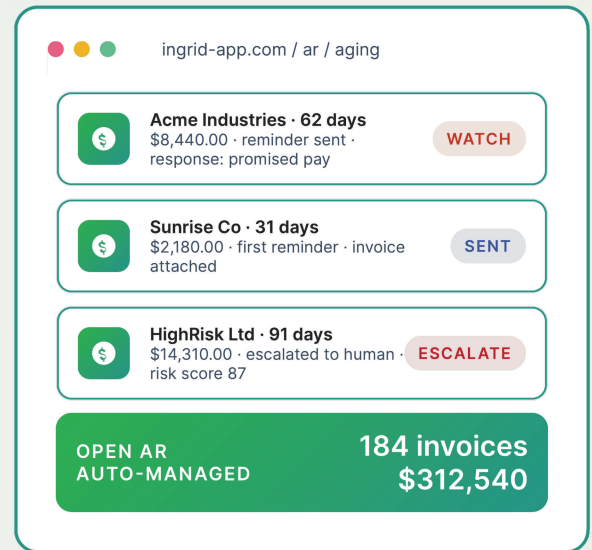 ingrid-app.com / ar / aging
Acme Industries · 62 days
$8,440.00 · reminder sent ·
response: promised pay
WATCH
Sunrise Co · 31 days
$2,180.00 · first reminder · invoice
attached
SENT
HighRisk Ltd · 91 days
$14,310.00 · escalated to human ·
risk score 87
ESCALATE
OPEN AR
AUTO-MANAGED
184 invoices
$312,540